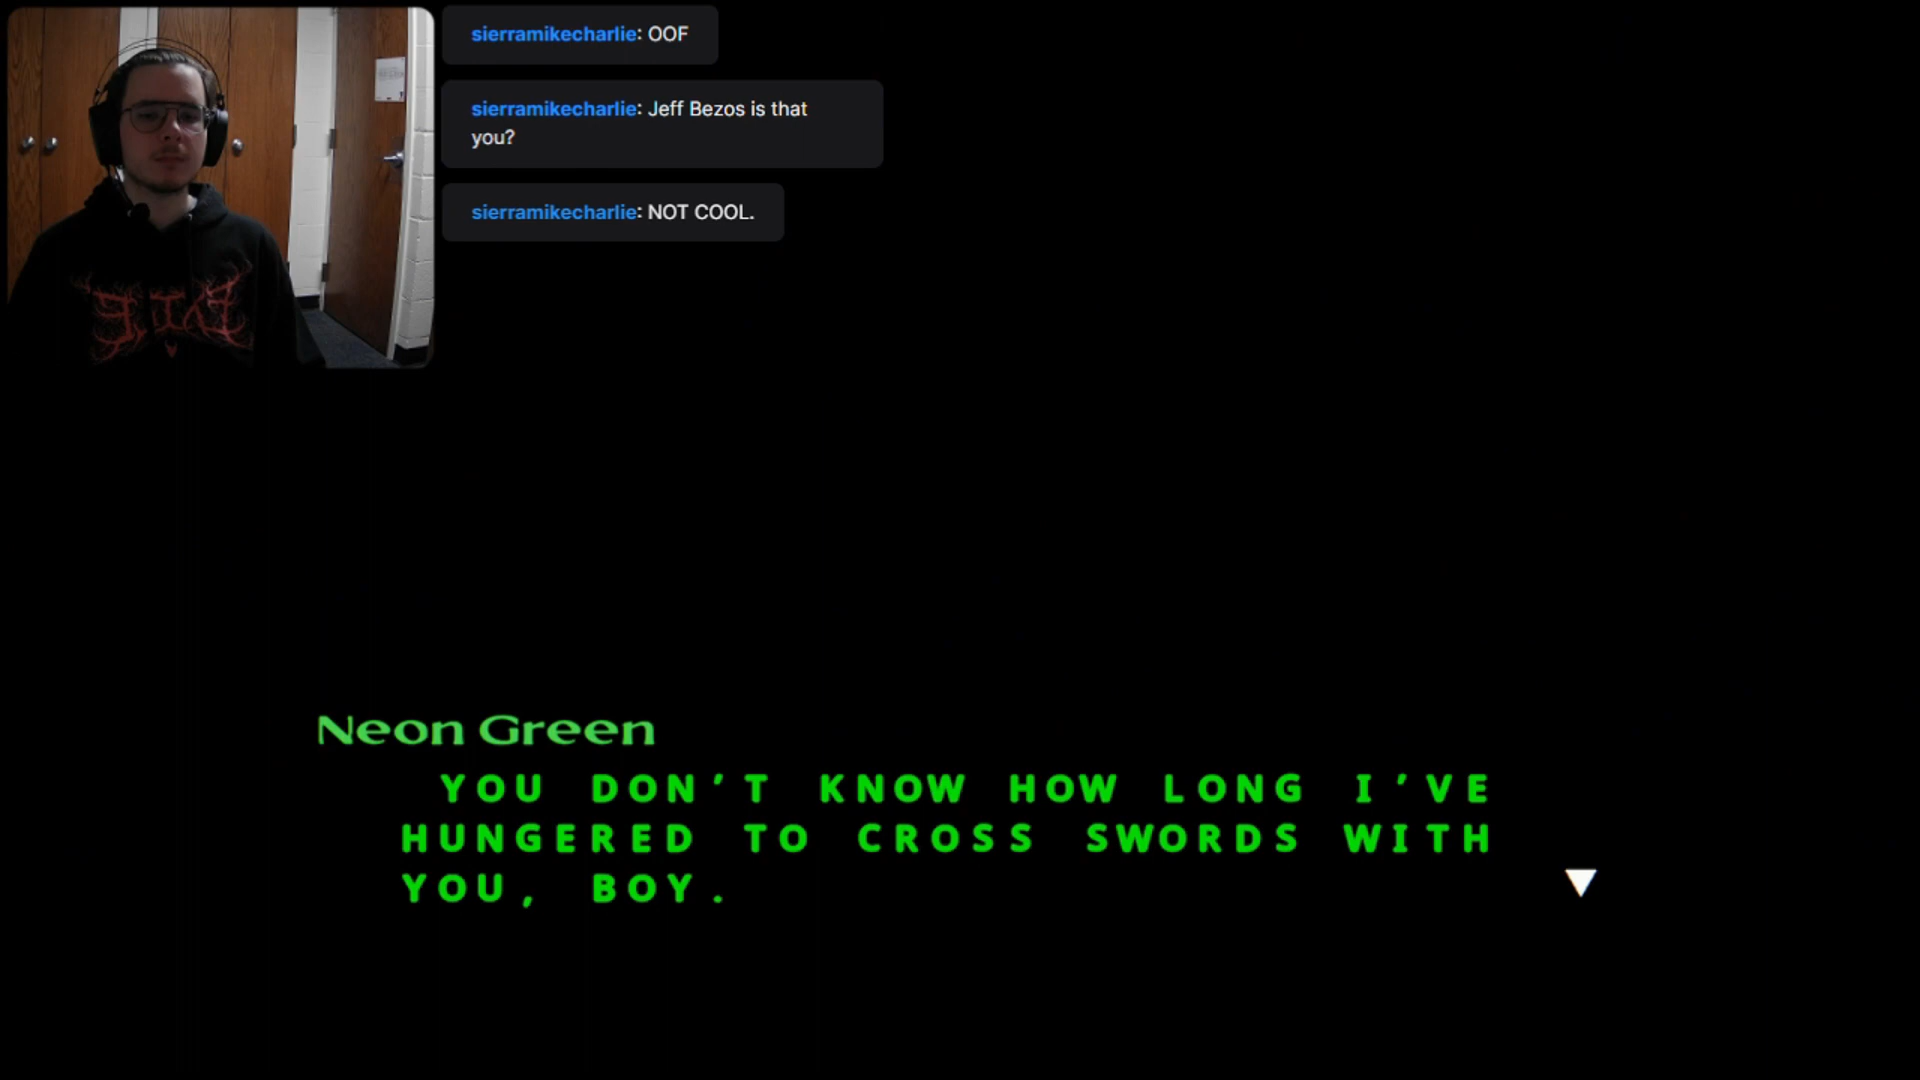 sierramikecharlie: OOF
sierramikecharlie: Jeff Bezos is that
you?
sierramikecharlie: NOT COOL.
Neon Green
YOU DON’T KNOW HOW LONG I’VE
HUNGERED TO CROSS SWORDS WITH
YOU, BOY.